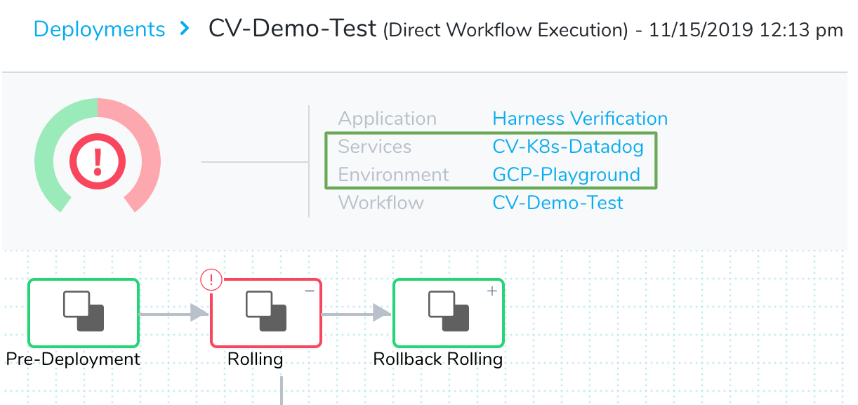 Deployments > CV-Demo-Test (Direct Workflow Execution) - 11/15/2019 12:13 pm
Application Harness Verification
Services CV-K8s-Datadog
Environment GCP-Playground
Workflow CV-Demo-Test
Pre-Deployment Rolling Rollback Rolling